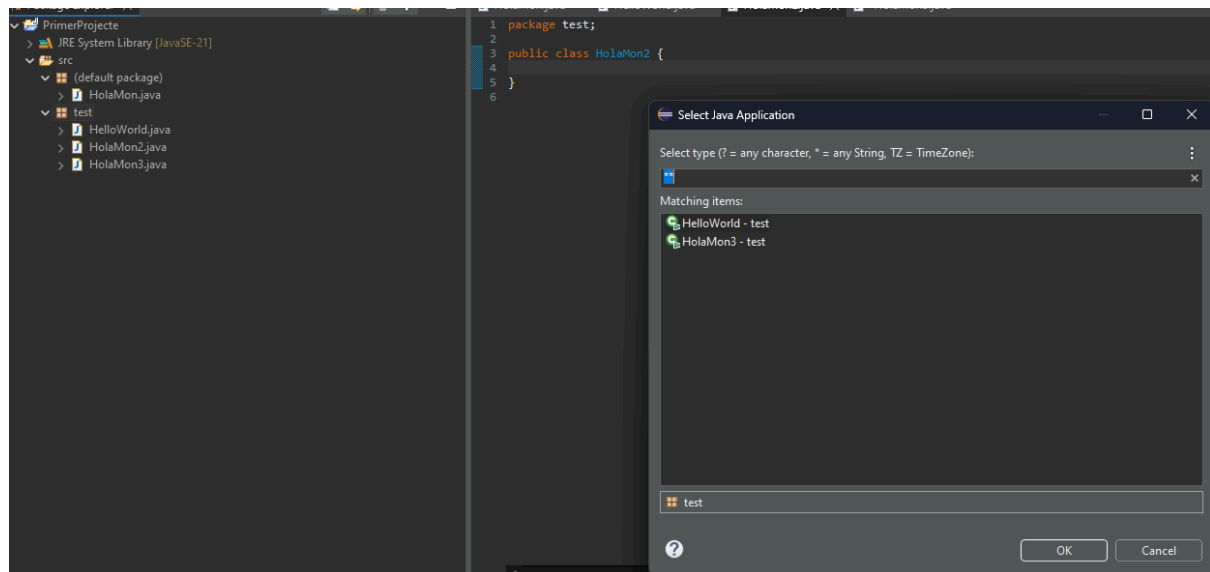 PrimerProjecte
JRE System Library [JavaSE-21]
src
(default package)
HolaMon.java
test
HelloWorld.java
HolaMon2.java
HolaMon3.java
1 package test;
2
3 public class HolaMon2 {
4
5 }
6
Select Java Application
Select type (? = any character, * = any String, TZ = TimeZone):
**
Matching items:
HelloWorld - test
HolaMon3 - test
test
OK Cancel